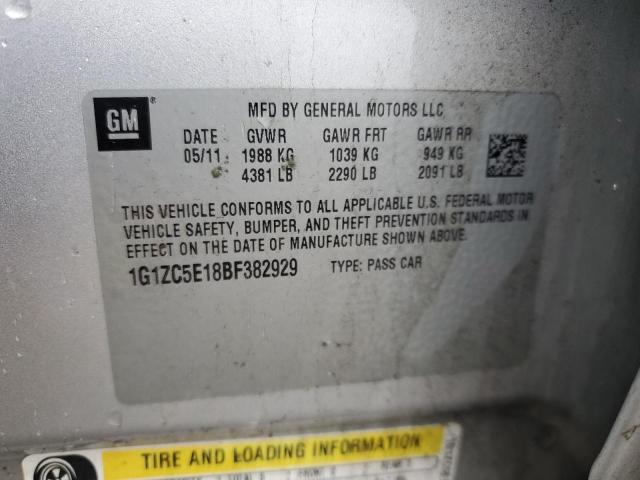 GM ®
MFD BY GENERAL MOTORS LLC
DATE GVWR GAWR FRT GAWR RR
05/11 1988 KG 1039 KG 949 KG
4381 LB 2290 LB 2091 LB
THIS VEHICLE CONFORMS TO ALL APPLICABLE U.S. FEDERAL MOTOR
VEHICLE SAFETY, BUMPER, AND THEFT PREVENTION STANDARDS IN
EFFECT ON THE DATE OF MANUFACTURE SHOWN ABOVE.
1G1ZC5E18BF382929 TYPE: PASS CAR
TIRE AND LOADING INFORMATION